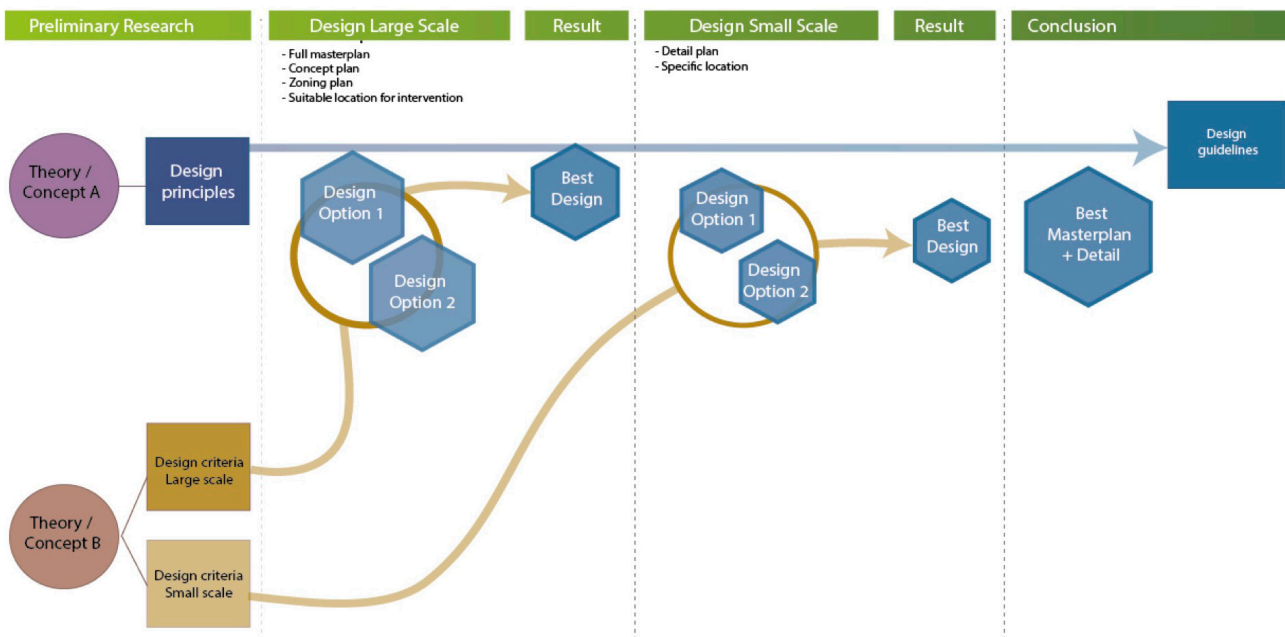 Preliminary Research
Design Large Scale
Result
Design Small Scale
Result
Conclusion
- Full masterplan
- Concept plan
- Zoning plan
- Suitable location for intervention
- Detail plan
- Specific location
Theory /
Concept A
Design
principles
Design
Option 1
Design
Option 2
Best
Design
Design
Option 1
Design
Option 2
Best
Design
Best
Masterplan
+ Detail
Design
guidelines
Theory /
Concept B
Design criteria
Large scale
Design criteria
Small scale